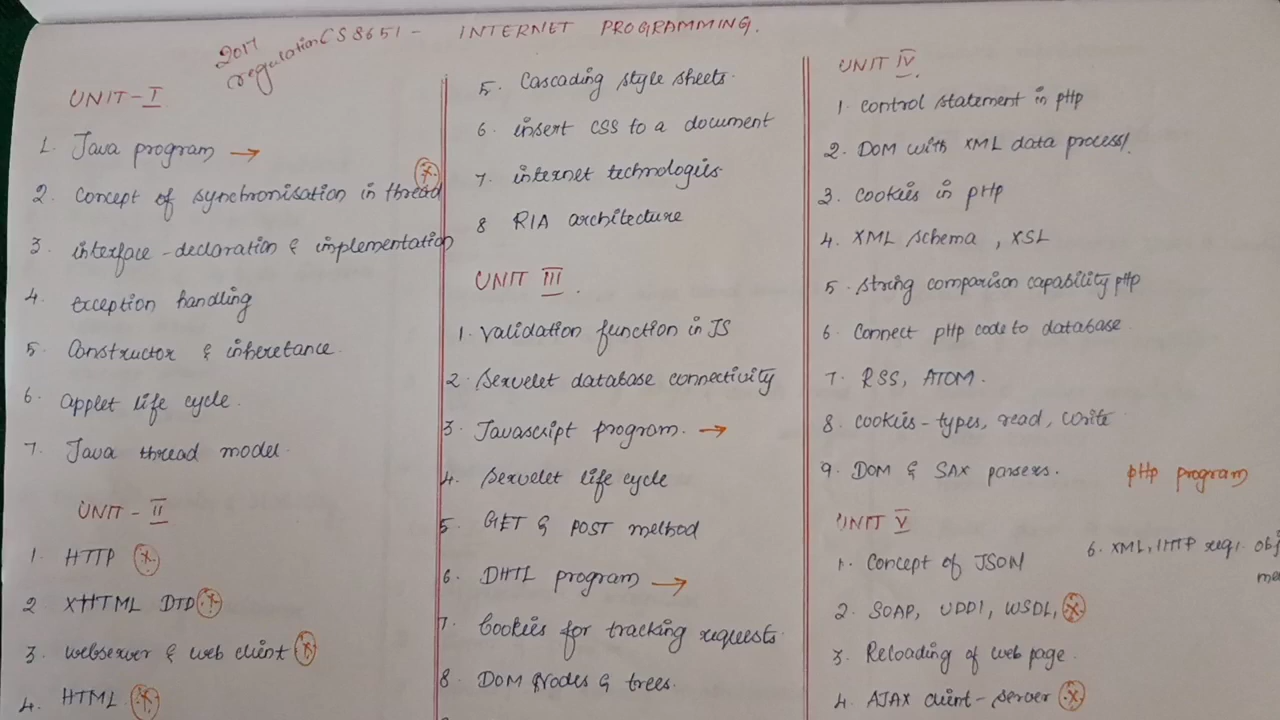 2017
regulation
CS8651 - INTERNET PROGRAMMING.
UNIT-I
1. Java program →
2. Concept of synchronisation in thread
3. interface - declaration & implementation
4. exception handling
5. Constructor & inheretance.
6. applet life cycle.
7. Java thread model.
UNIT - II
1. HTTP
2 XHTML DTD
3. webserver & web client
4. HTML
5. Cascading style sheets.
6. insert CSS to a document
7. internet technologies.
8 RIA architecture
UNIT III.
1. Validation function in JS
2. Servelet database connectivity
3. Javascript program. →
4. servelet life cycle
5. GET & POST method
6. DHTL program →
7. Cookies for tracking requests.
8. DOM Nodes & trees.
UNIT IV.
1. control statement in pHp
2. DOM with XML data process/.
3. cookies in pHp
4. XML schema, XSL
5. String comparison capability pHp
6. Connect pHp code to database.
7. RSS, ATOM.
8. cookies - types, read, write
9. DOM & SAX parsers.
pHp program
UNIT V
1. Concept of JSON
2. SOAP, UDDI, WSDL,
3. Reloading of web page.
4. AJAX client - server
6. XML, HTTP requ. obj
me